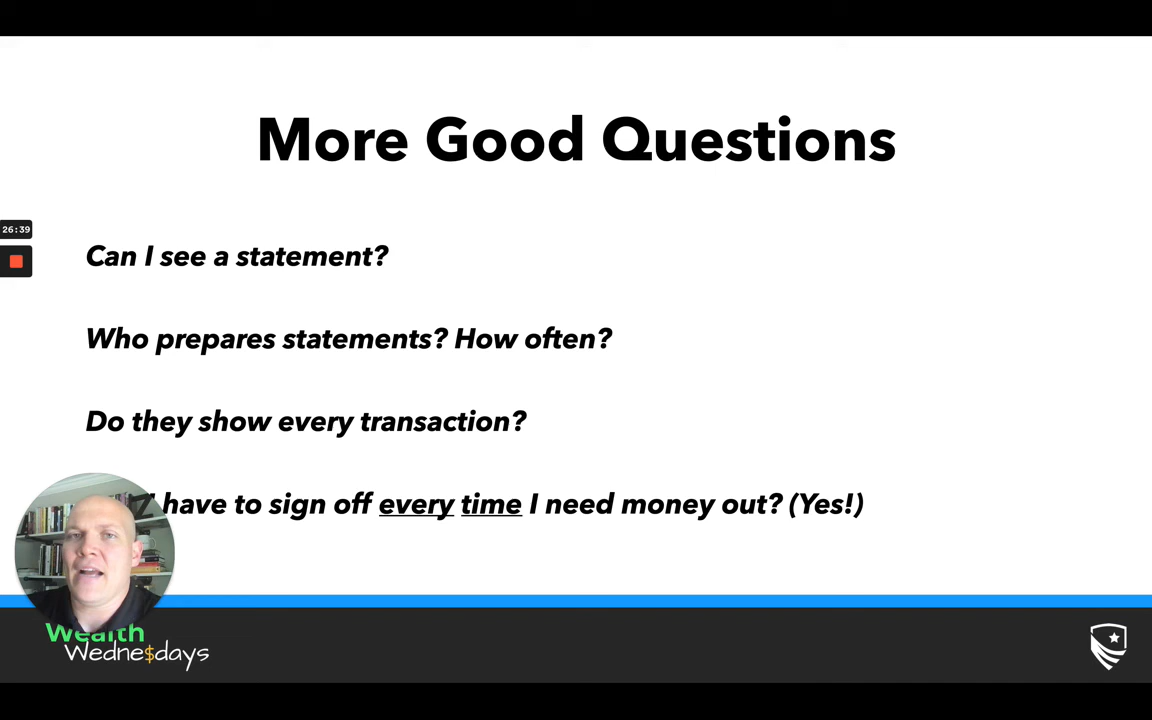 More Good Questions
26:39
Can I see a statement?
Who prepares statements? How often?
Do they show every transaction?
have to sign off every time I need money out? (Yes!)
Wealth
Wedne$days